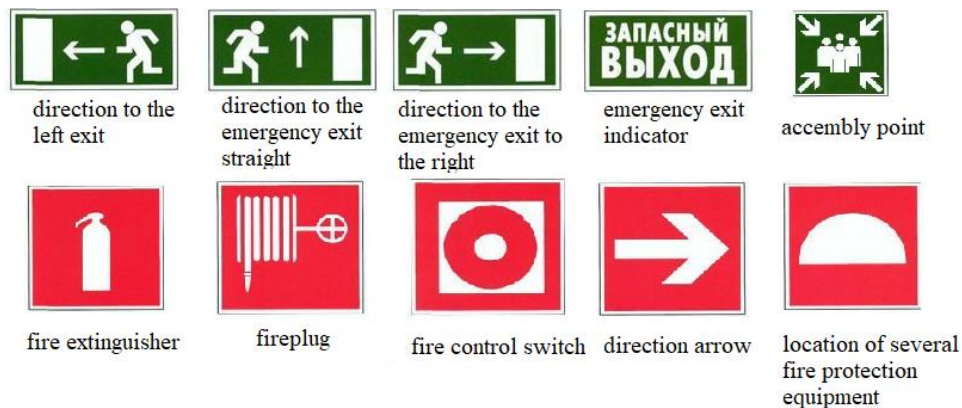 ЗАПАСНЫЙ
ВЫХОД
direction to the
left exit
direction to the
emergency exit
straight
direction to the
emergency exit to
the right
emergency exit
indicator
accembly point
fire extinguisher
fireplug
fire control switch
direction arrow
location of several
fire protection
equipment